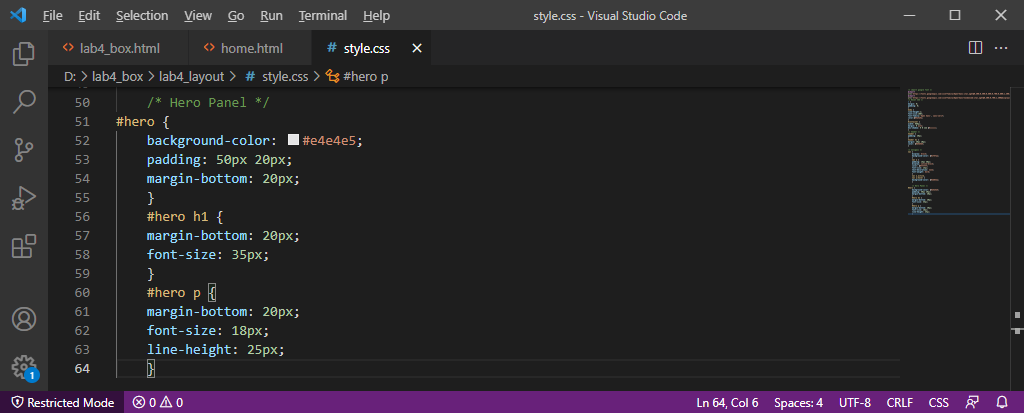 File Edit Selection View Go Run Terminal Help style.css - Visual Studio Code
lab4_box.html home.html # style.css
D: > lab4_box > lab4_layout > # style.css > #hero p
50 /* Hero Panel */
51 #hero {
52 background-color: #e4e4e5;
53 padding: 50px 20px;
54 margin-bottom: 20px;
55 }
56 #hero h1 {
57 margin-bottom: 20px;
58 font-size: 35px;
59 }
60 #hero p {
61 margin-bottom: 20px;
62 font-size: 18px;
63 line-height: 25px;
64 }
1
Restricted Mode 0 0 Ln 64, Col 6 Spaces: 4 UTF-8 CRLF CSS